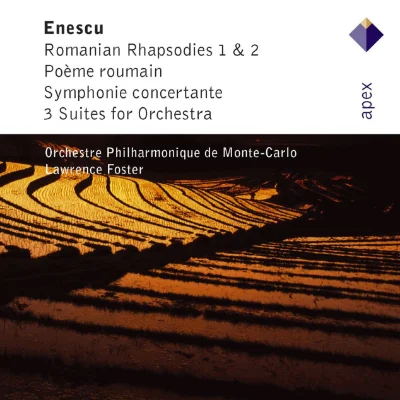 Enescu
Romanian Rhapsodies 1 & 2
Poème roumain
Symphonie concertante
3 Suites for Orchestra
apex
Orchestre Philharmonique de Monte-Carlo
Lawrence Foster